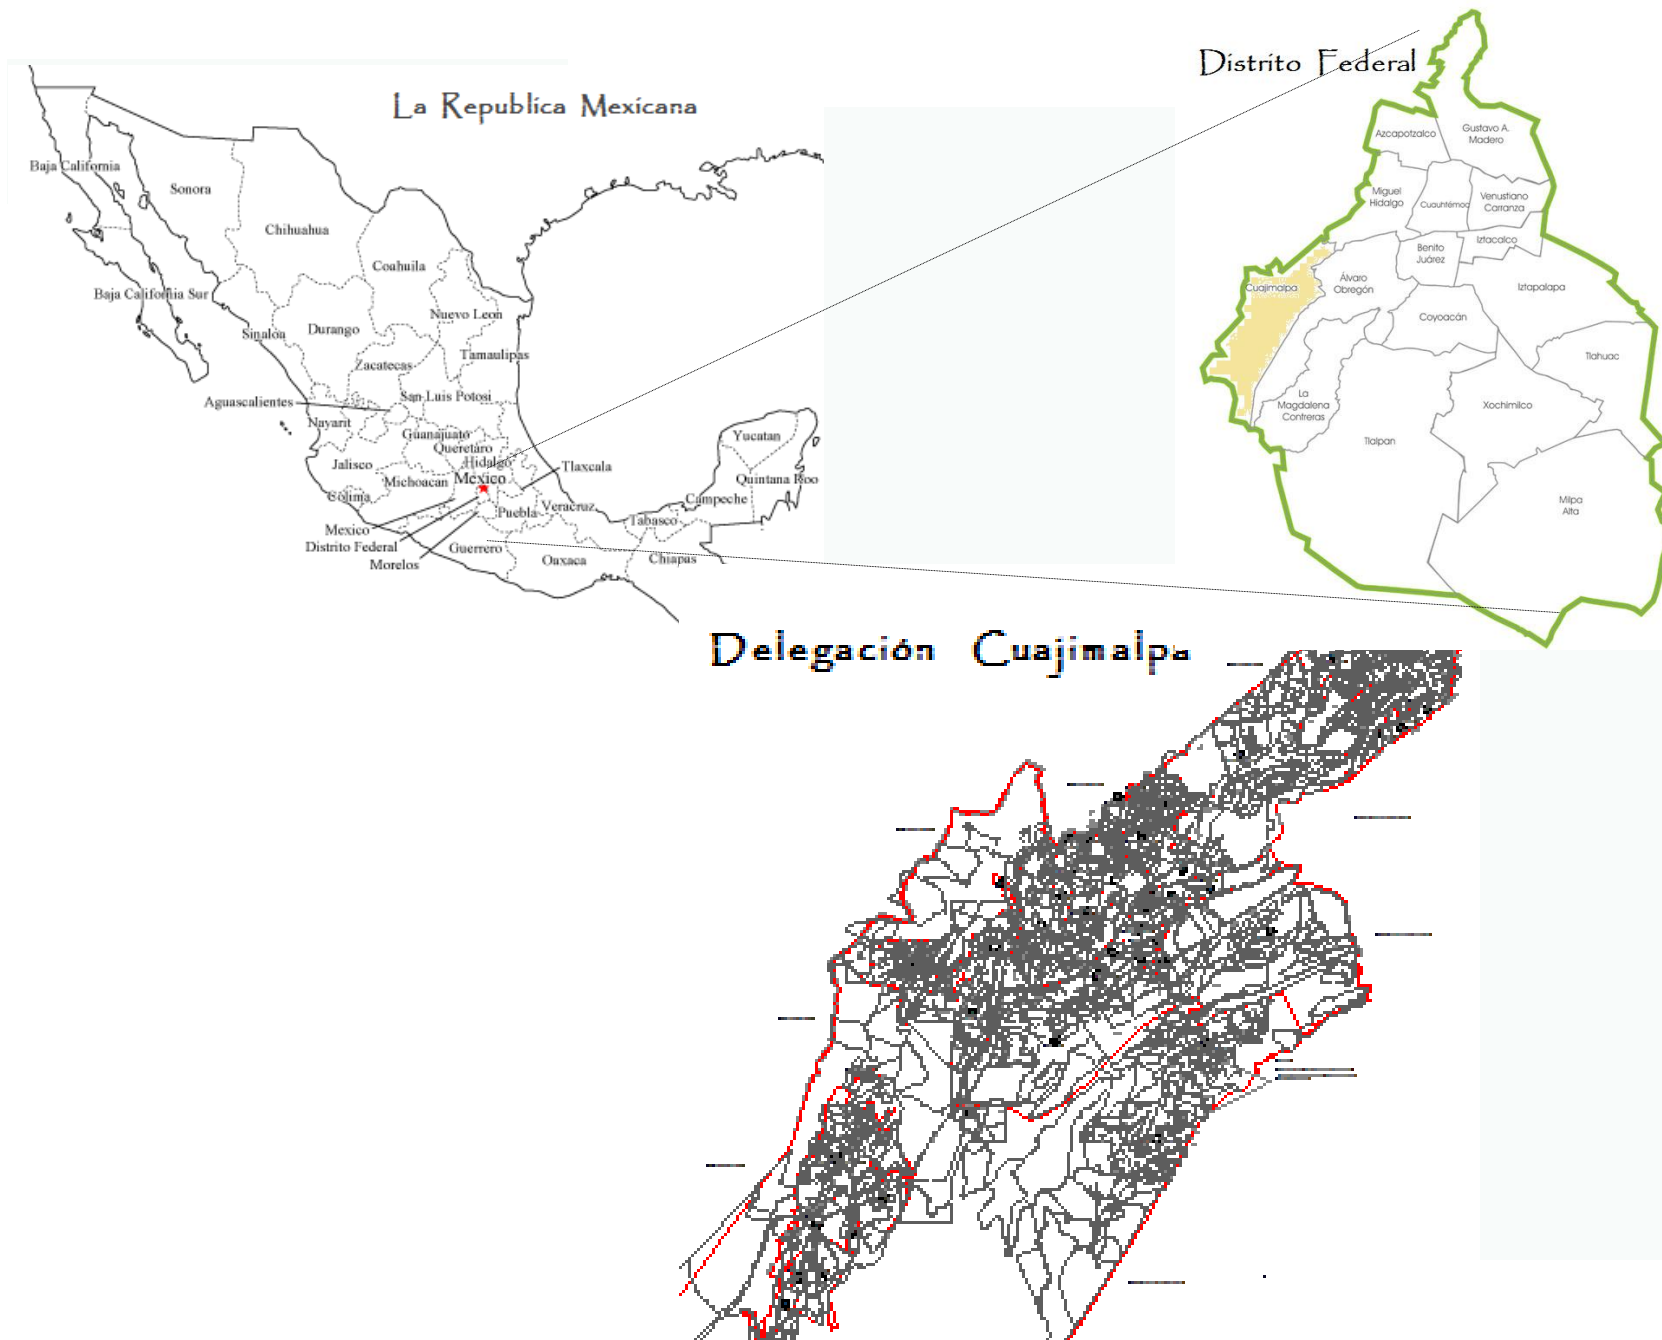 La Republica Mexicana
Baja California
Sonora
Chihuahua
Coahuila
Baja California Sur
Nuevo Leon
Sinaloa
Durango
Tamaulipas
Zacatecas
San Luis Potosi
Aguascalientes
Nayarit
Guanajuato
Queretaro
Hidalgo
Yucatan
Jalisco
Tlaxcala
Michoacan
Mexico
Quintana Roo
Colima
Campeche
Puebla
Veracruz
Tabasco
Mexico
Distrito Federal
Morelos
Guerrero
Oaxaca
Chiapas
Distrito Federal
Azcapotzalco
Gustavo A.
Madero
Miguel
Hidalgo
Cuauhtémoc
Venustiano
Carranza
Benito
Juárez
Iztacalco
Cuajimalpa
Álvaro
Obregón
Iztapalapa
Coyoacán
Tlahuac
La
Magdalena
Contreras
Xochimilco
Tlalpan
Milpa
Alta
Delegación Cuajimalpa